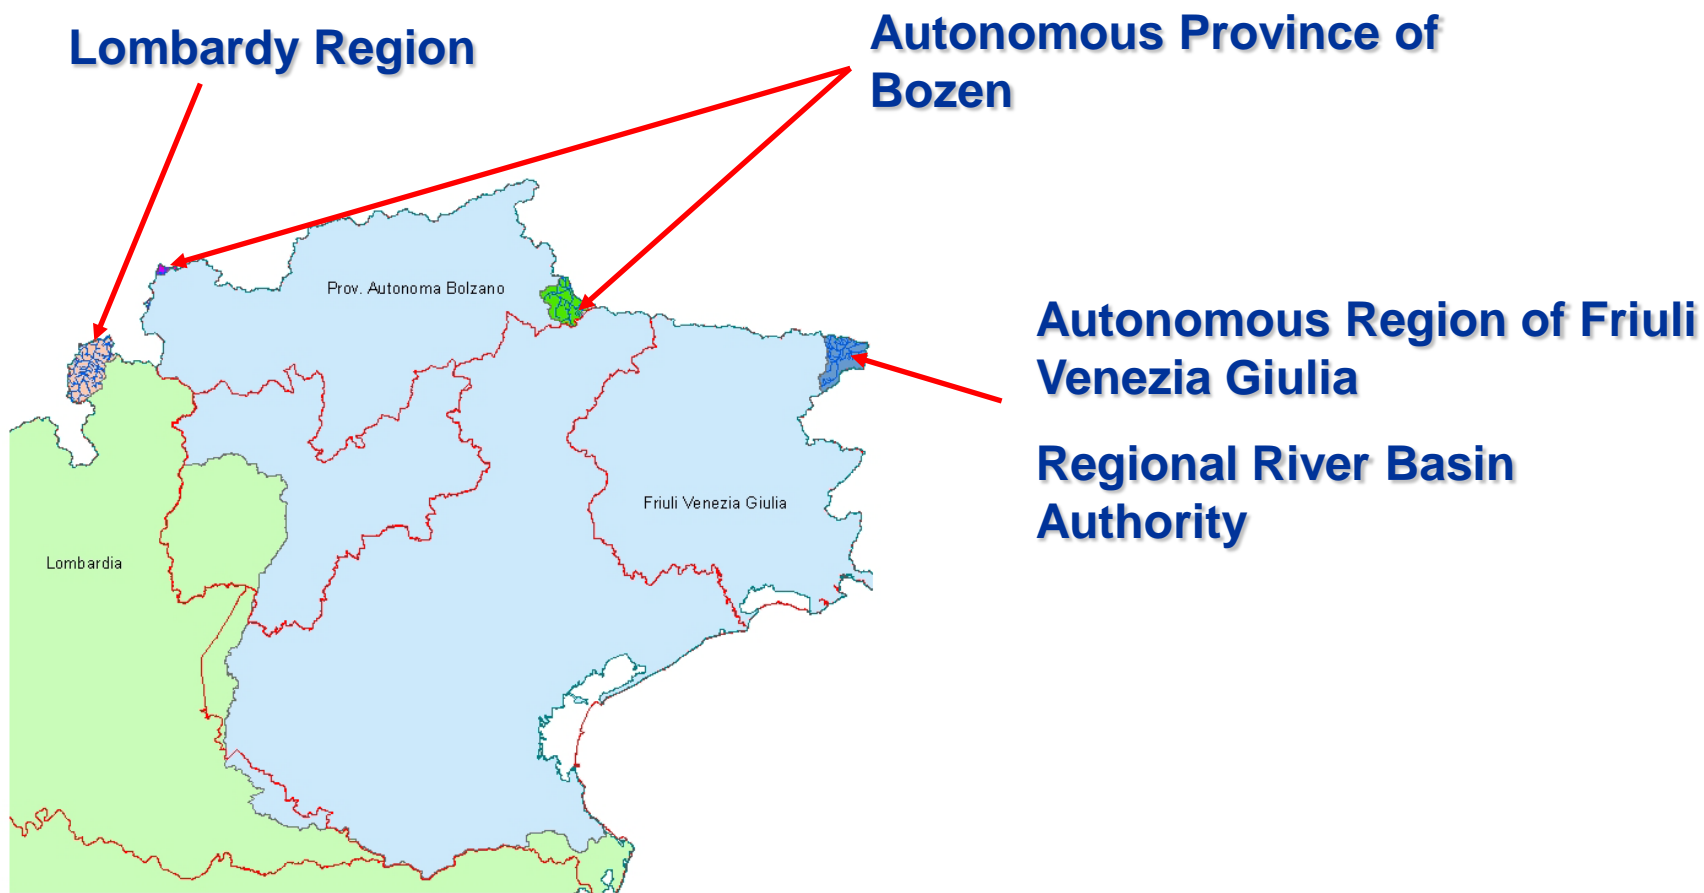 Lombardy Region
Autonomous Province of
Bozen
Prov. Autonoma Bolzano
Autonomous Region of Friuli
Venezia Giulia
Regional River Basin
Authority
Friuli Venezia Giulia
Lombardia